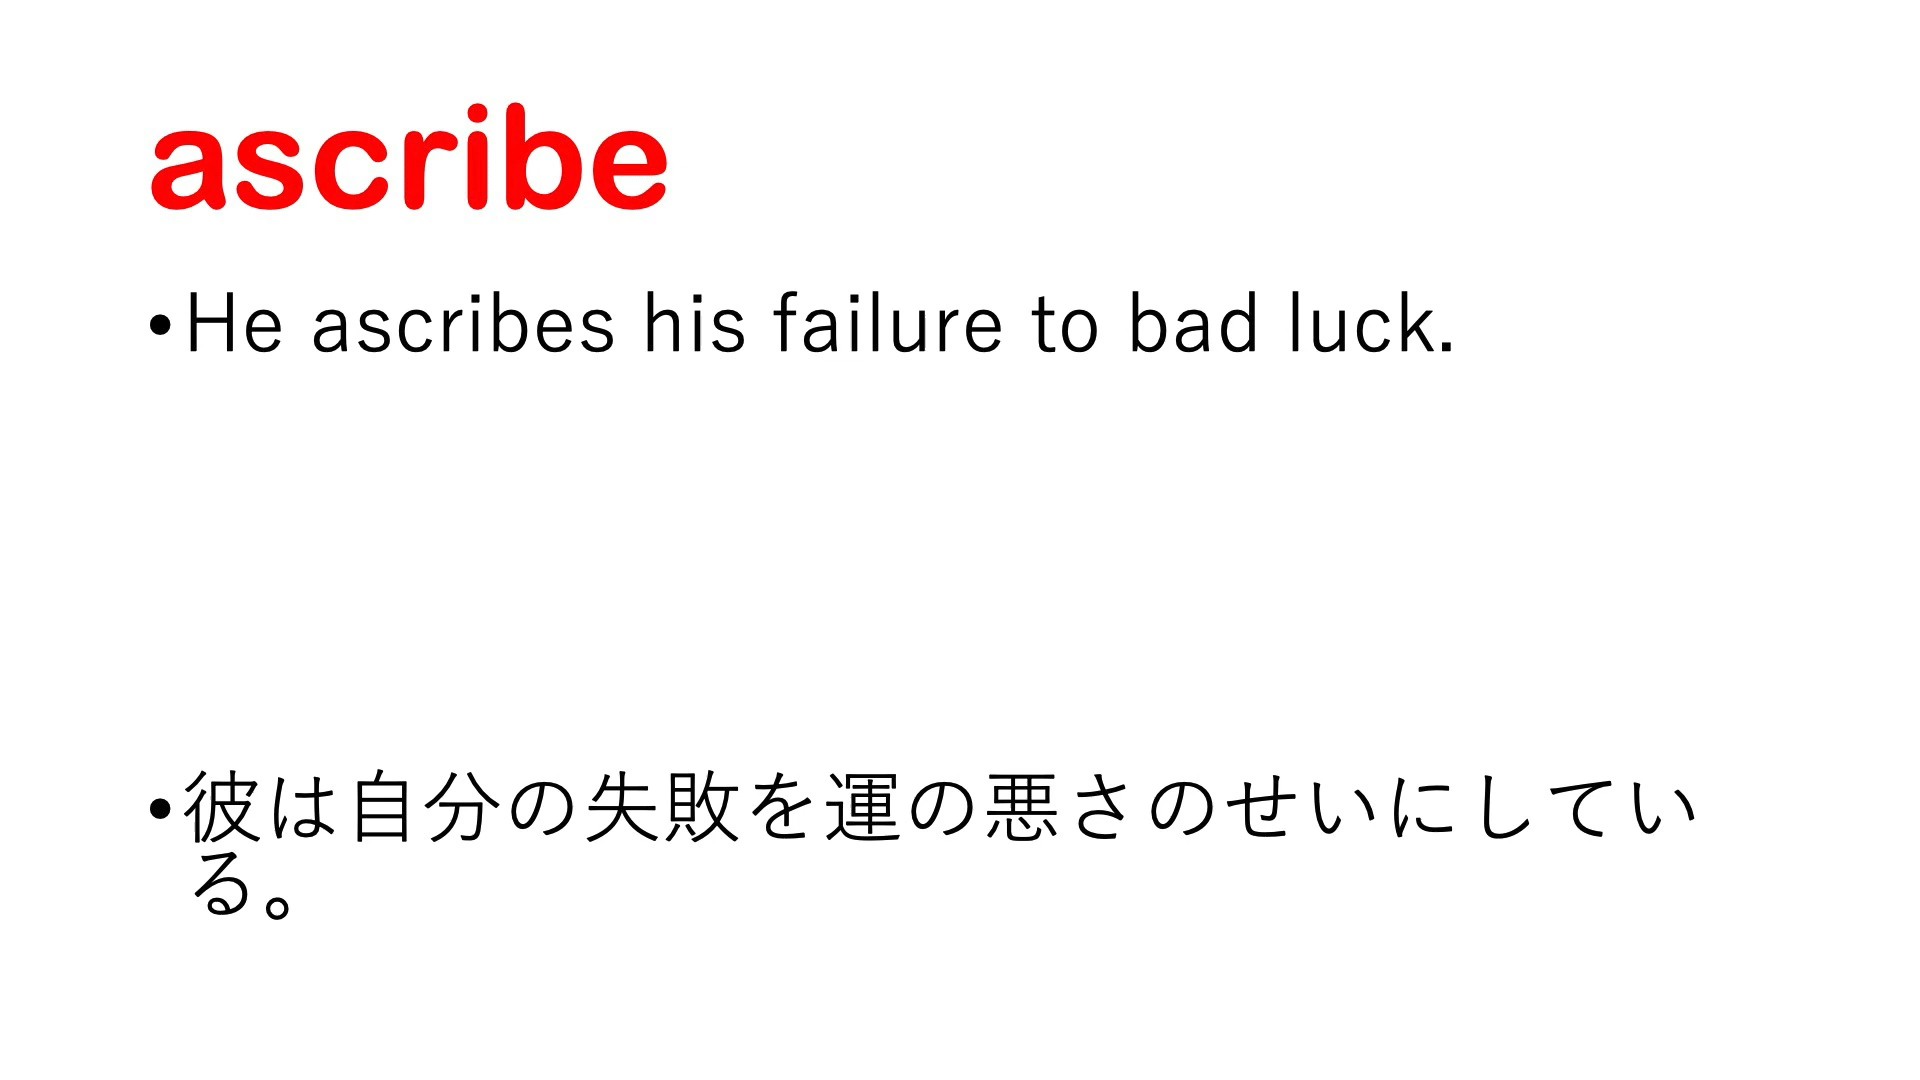 ascribe
•He ascribes his failure to bad luck.
•彼は自分の失敗を運の悪さのせいにしてい
る。